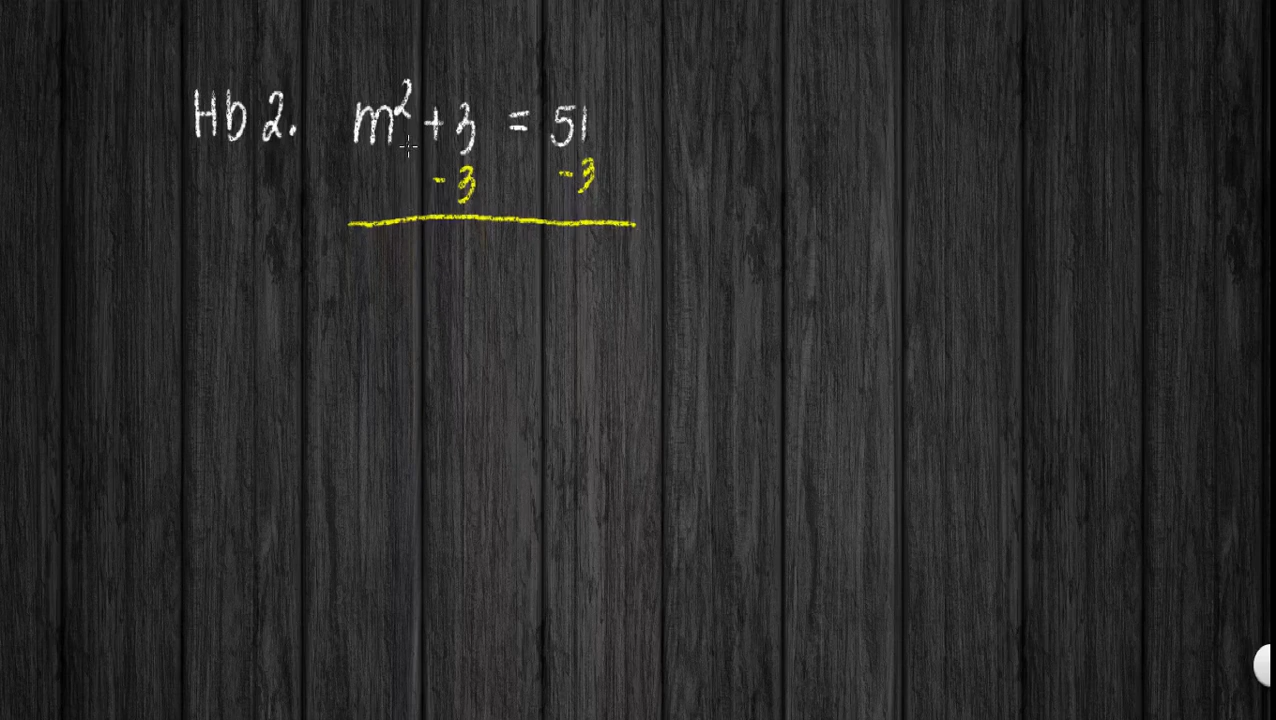 Hb 2. m² + 3 = 51
- 3 - 3